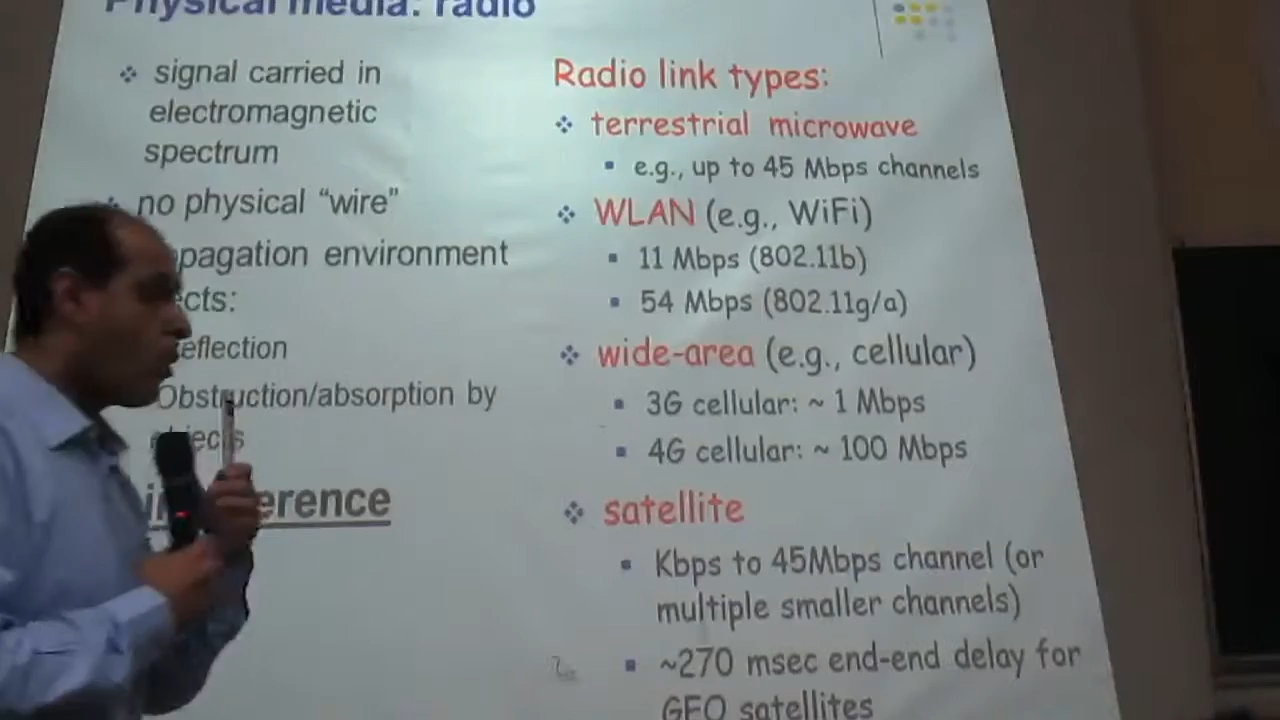 Physical media: radio
signal carried in
electromagnetic
spectrum
no physical “wire”
pagation environment
ects:
eflection
Obstruction/absorption by
objects
interference
Radio link types:
terrestrial microwave
e.g., up to 45 Mbps channels
WLAN (e.g., WiFi)
11 Mbps (802.11b)
54 Mbps (802.11g/a)
wide-area (e.g., cellular)
3G cellular: ~ 1 Mbps
4G cellular: ~ 100 Mbps
satellite
Kbps to 45Mbps channel (or
multiple smaller channels)
~270 msec end-end delay for
GEO satellites